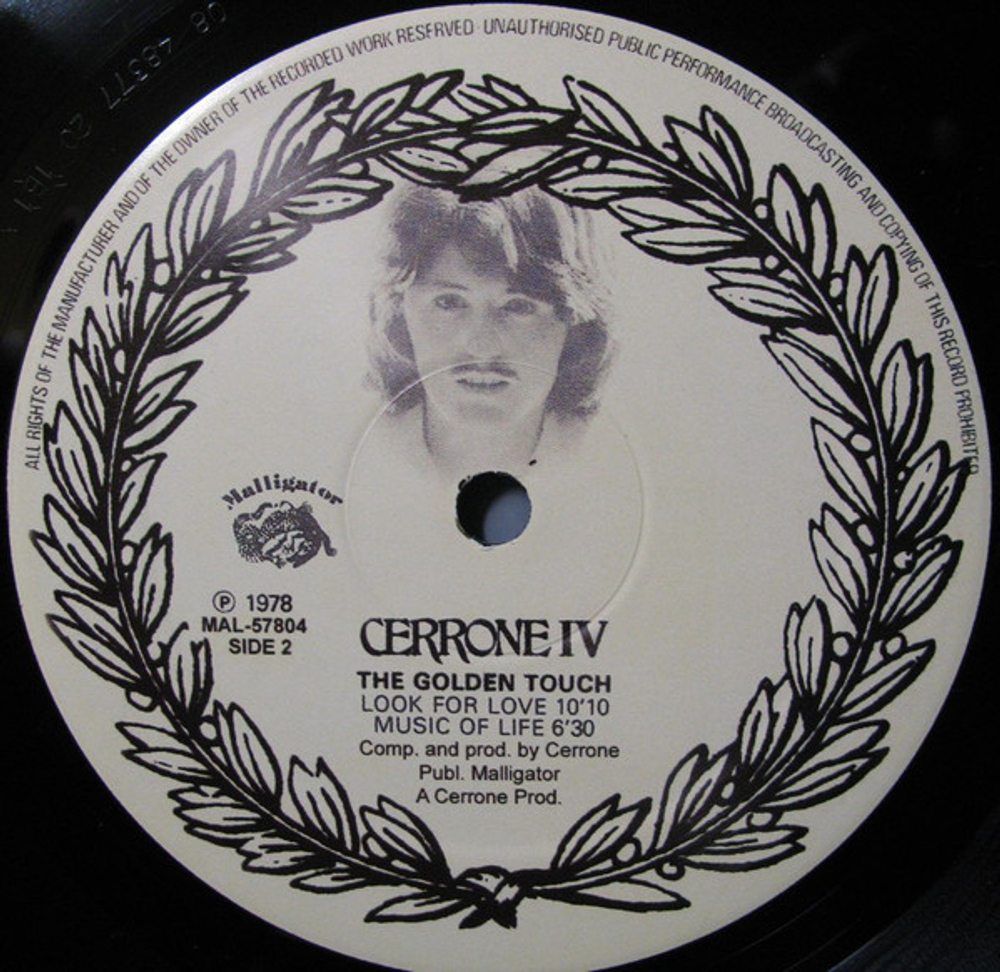 ALL RIGHTS OF THE MANUFACTURER AND OF THE OWNER OF THE RECORDED WORK RESERVED · UNAUTHORISED PUBLIC PERFORMANCE BROADCASTING AND COPYING OF THIS RECORD PROHIBITED
Malligator
Ⓟ 1978
MAL-57804
SIDE 2
CERRONE IV
THE GOLDEN TOUCH
LOOK FOR LOVE 10'10
MUSIC OF LIFE 6'30
Comp. and prod. by Cerrone
Publ. Malligator
A Cerrone Prod.